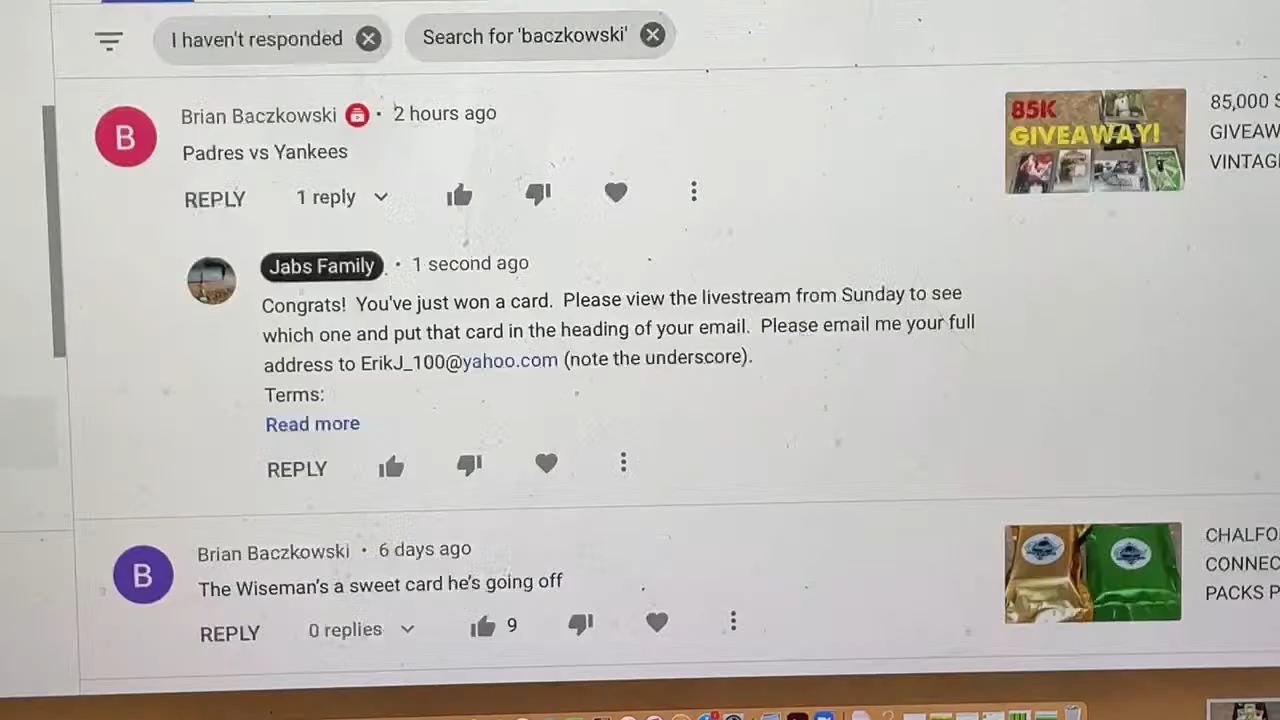 I haven't responded
Search for 'baczkowski'
B
Brian Baczkowski · 2 hours ago
Padres vs Yankees
REPLY 1 reply
85K
GIVEAWAY!
85,000 S
GIVEAW
VINTAG
Jabs Family · 1 second ago
Congrats! You've just won a card. Please view the livestream from Sunday to see
which one and put that card in the heading of your email. Please email me your full
address to ErikJ_100@yahoo.com (note the underscore).
Terms:
Read more
REPLY
B
Brian Baczkowski · 6 days ago
The Wiseman's a sweet card he's going off
REPLY 0 replies 9
CHALFO
CONNEC
PACKS P